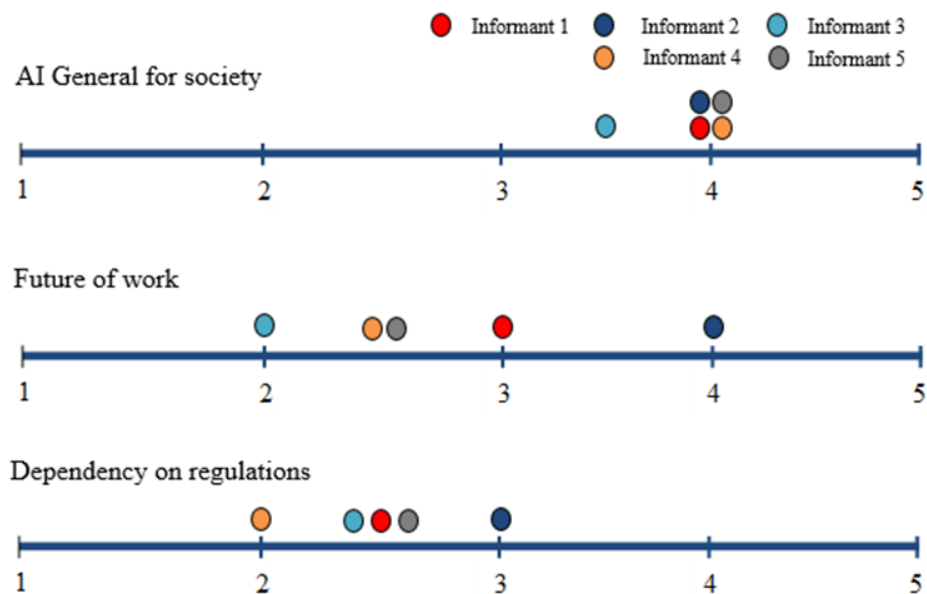 Informant 1 Informant 2 Informant 3
Informant 4 Informant 5
AI General for society
1 2 3 4 5
Future of work
1 2 3 4 5
Dependency on regulations
1 2 3 4 5